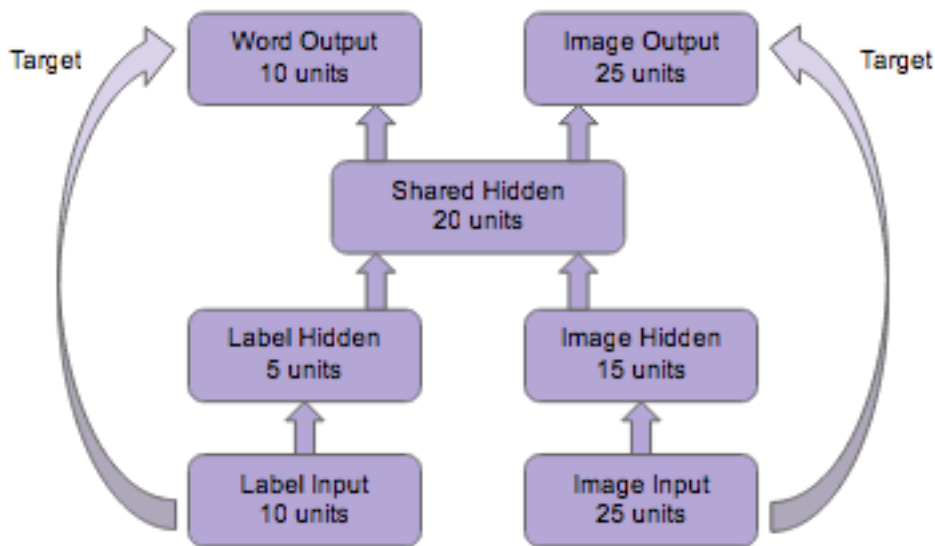 Target
Word Output
10 units
Image Output
25 units
Target
Shared Hidden
20 units
Label Hidden
5 units
Image Hidden
15 units
Label Input
10 units
Image Input
25 units